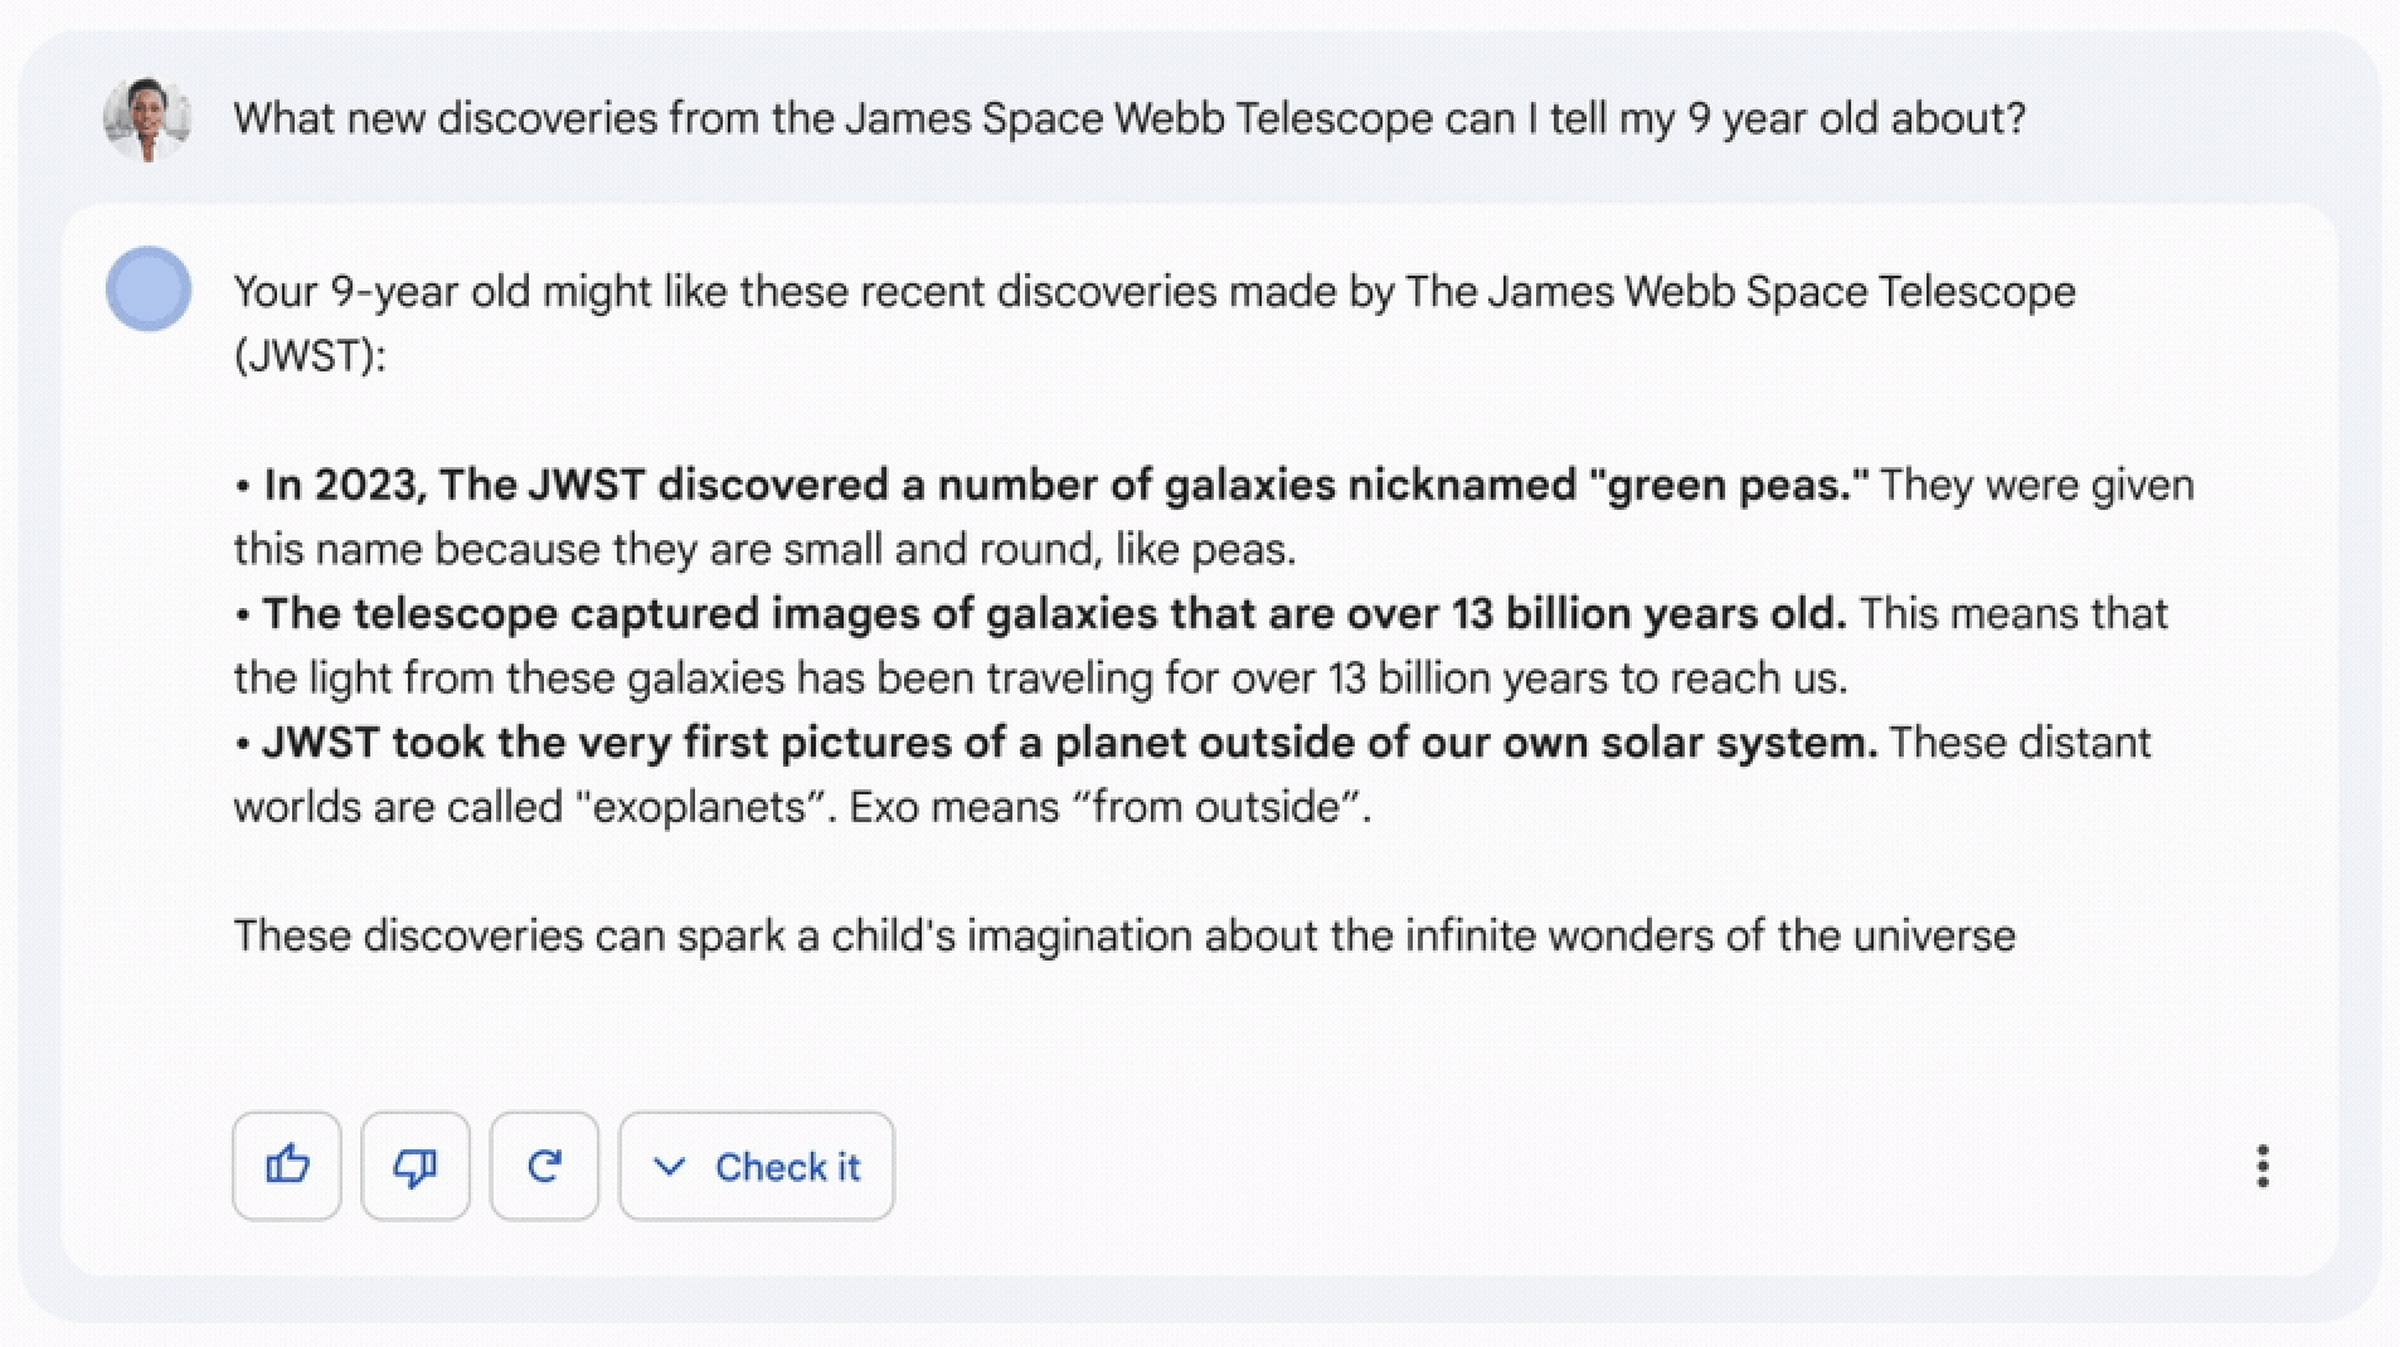 What new discoveries from the James Space Webb Telescope can I tell my 9 year old about?
Your 9-year old might like these recent discoveries made by The James Webb Space Telescope
(JWST):
• In 2023, The JWST discovered a number of galaxies nicknamed "green peas." They were given
this name because they are small and round, like peas.
• The telescope captured images of galaxies that are over 13 billion years old. This means that
the light from these galaxies has been traveling for over 13 billion years to reach us.
• JWST took the very first pictures of a planet outside of our own solar system. These distant
worlds are called "exoplanets”. Exo means “from outside”.
These discoveries can spark a child's imagination about the infinite wonders of the universe
Check it